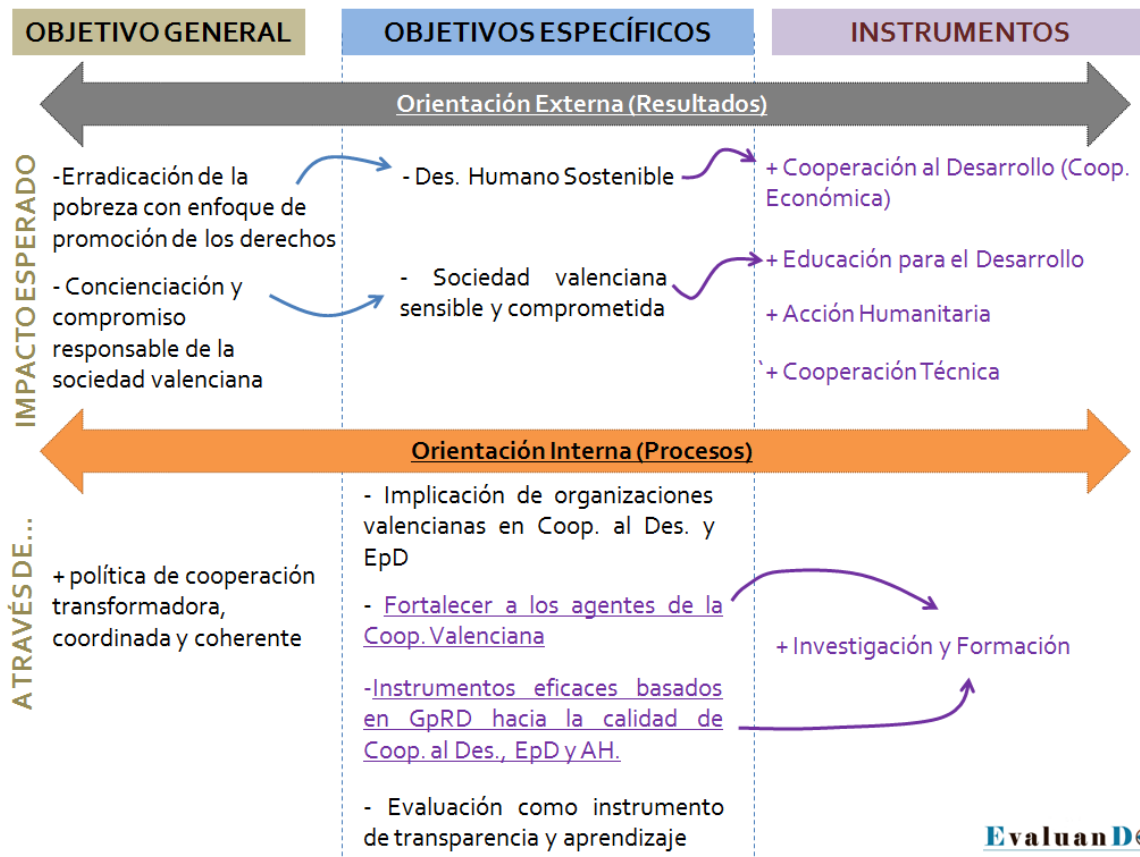 OBJETIVO GENERAL
OBJETIVOS ESPECÍFICOS
INSTRUMENTOS
Orientación Externa (Resultados)
IMPACTO ESPERADO
-Erradicación de la
pobreza con enfoque de
promoción de los derechos
- Concienciación y
compromiso
responsable de la
sociedad valenciana
- Des. Humano Sostenible
- Sociedad valenciana
sensible y comprometida
+ Cooperación al Desarrollo (Coop.
Económica)
+ Educación para el Desarrollo
+ Acción Humanitaria
`+ Cooperación Técnica
Orientación Interna (Procesos)
A TRAVÉS DE...
+ política de cooperación
transformadora,
coordinada y coherente
- Implicación de organizaciones
valencianas en Coop. al Des. y
EpD
- Fortalecer a los agentes de la
Coop. Valenciana
-Instrumentos eficaces basados
en GpRD hacia la calidad de
Coop. al Des., EpD y AH.
- Evaluación como instrumento
de transparencia y aprendizaje
+ Investigación y Formación